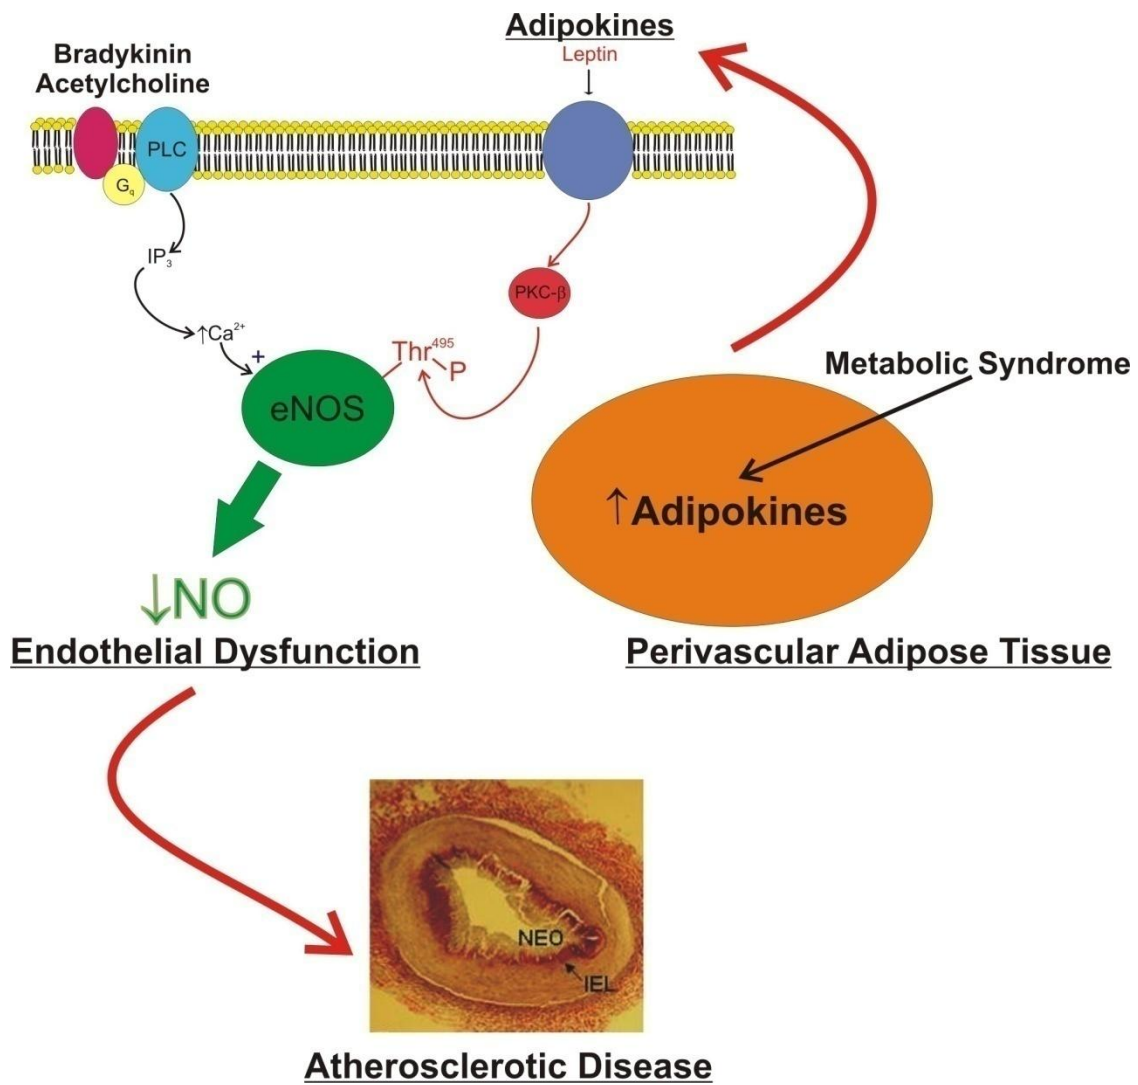 Adipokines
Leptin
Bradykinin
Acetylcholine
PLC
Gq
IP3
↑Ca2+
+
PKC-β
Thr495
P
eNOS
Metabolic Syndrome
↑Adipokines
↓NO
Endothelial Dysfunction
Perivascular Adipose Tissue
NEO
IEL
Atherosclerotic Disease